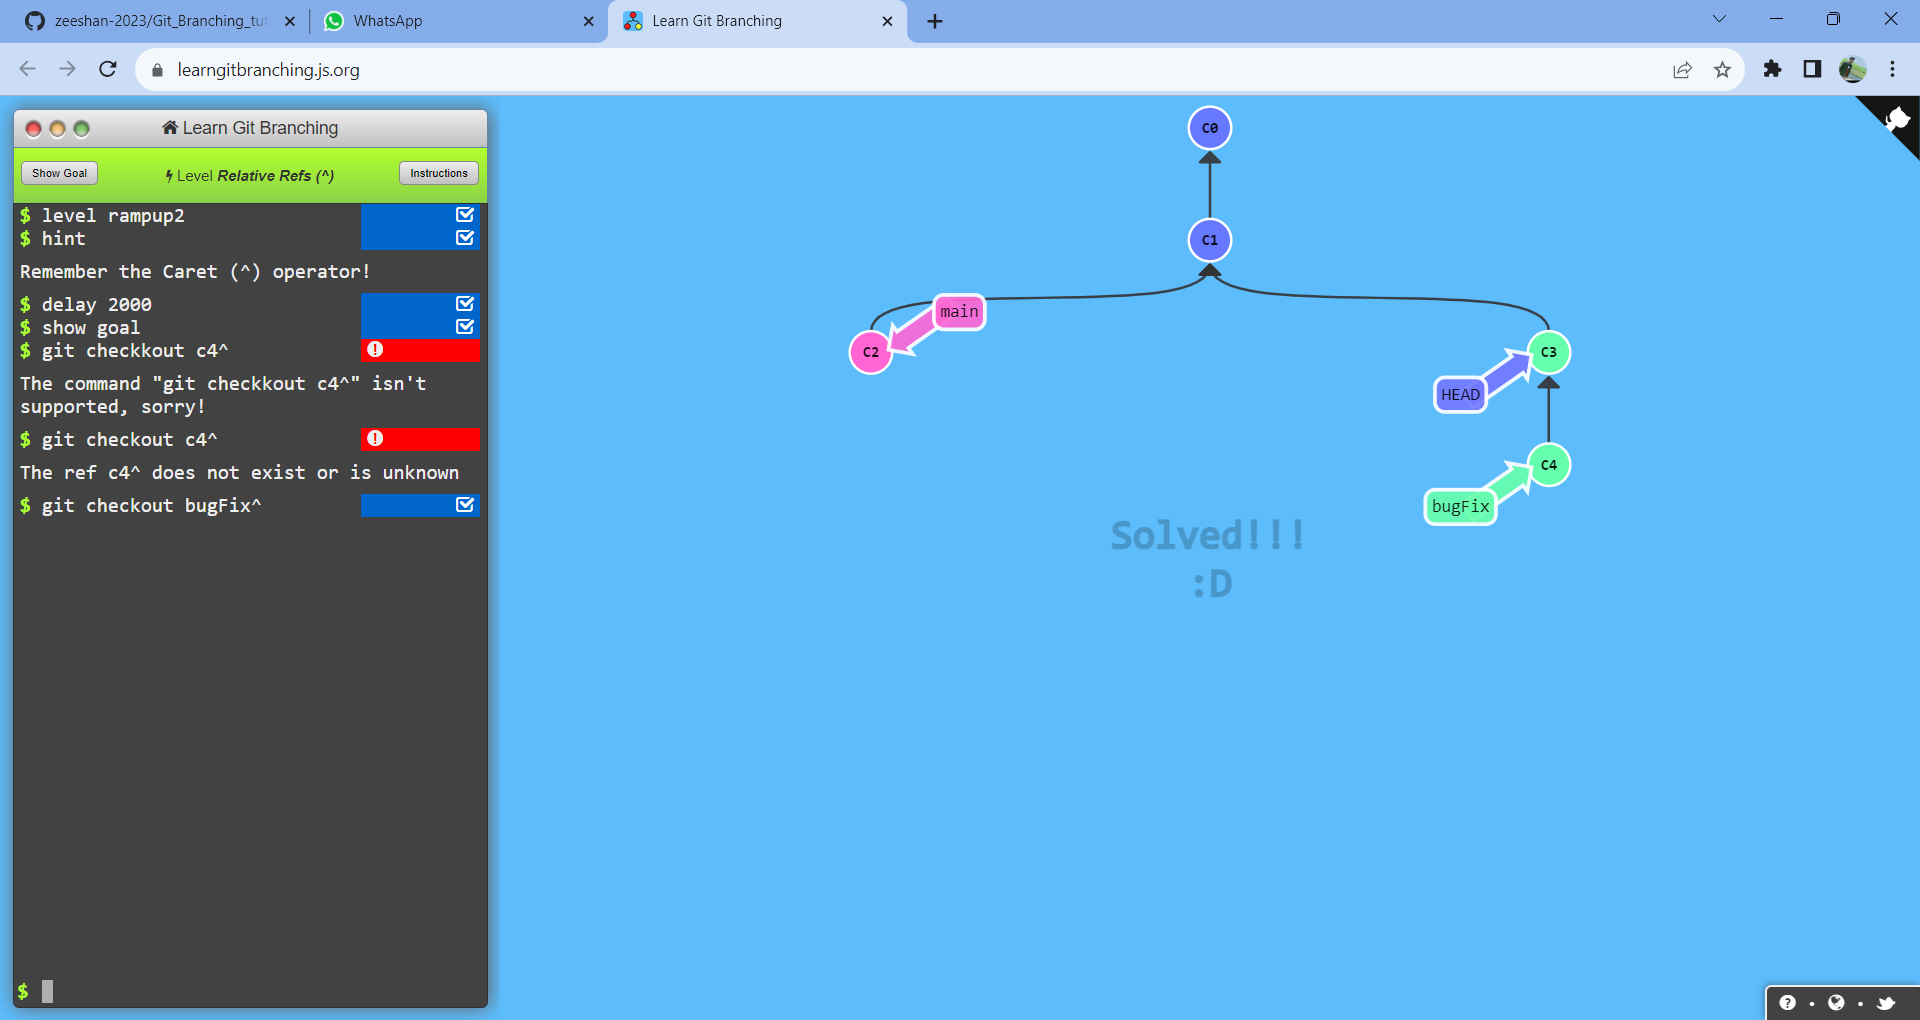 zeeshan-2023/Git_Branching_tut
WhatsApp
Learn Git Branching
learngitbranching.js.org
Learn Git Branching
Show Goal
Level Relative Refs (^)
Instructions
$ level rampup2
$ hint
Remember the Caret (^) operator!
$ delay 2000
$ show goal
$ git checkkout c4^
The command "git checkkout c4^" isn't
supported, sorry!
$ git checkout c4^
The ref c4^ does not exist or is unknown
$ git checkout bugFix^
$
C0
C1
main
C2
C3
HEAD
C4
bugFix
Solved!!!
:D